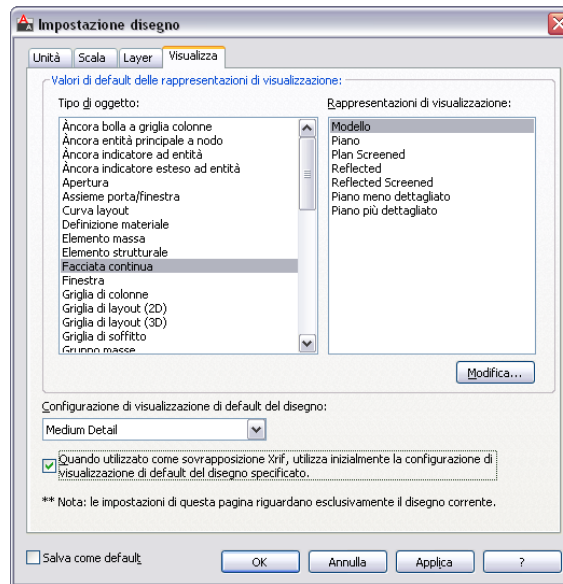 Impostazione disegno
Unità Scala Layer Visualizza
Valori di default delle rappresentazioni di visualizzazione:
Tipo di oggetto:
Àncora bolla a griglia colonne
Àncora entità principale a nodo
Àncora indicatore ad entità
Àncora indicatore esteso ad entità
Apertura
Assieme porta/finestra
Curva layout
Definizione materiale
Elemento massa
Elemento strutturale
Facciata continua
Finestra
Griglia di colonne
Griglia di layout (2D)
Griglia di layout (3D)
Griglia di soffitto
Gruppo masse
Rappresentazioni di visualizzazione:
Modello
Piano
Plan Screened
Reflected
Reflected Screened
Piano meno dettagliato
Piano più dettagliato
Modifica...
Configurazione di visualizzazione di default del disegno:
Medium Detail
Quando utilizzato come sovrapposizione Xrif, utilizza inizialmente la configurazione di
visualizzazione di default del disegno specificato.
** Nota: le impostazioni di questa pagina riguardano esclusivamente il disegno corrente.
Salva come default
OK Annulla Applica ?